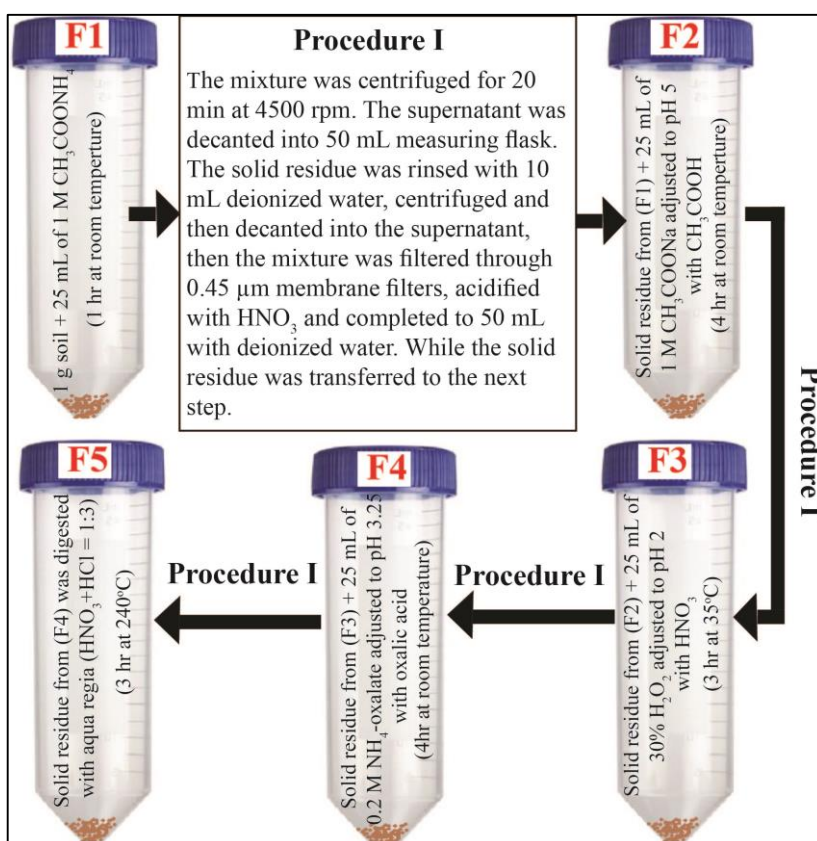 F1
1 g soil + 25 mL of 1 M CH₃COONH₄
(1 hr at room temperture)
Procedure I
The mixture was centrifuged for 20
min at 4500 rpm. The supernatant was
decanted into 50 mL measuring flask.
The solid residue was rinsed with 10
mL deionized water, centrifuged and
then decanted into the supernatant,
then the mixture was filtered through
0.45 µm membrane filters, acidified
with HNO₃ and completed to 50 mL
with deionized water. While the solid
residue was transferred to the next
step.
F2
Solid residue from (F1) + 25 mL of
1 M CH₃COONa adjusted to pH 5
with CH₃COOH
(4 hr at room temperture)
Procedure I
F3
Solid residue from (F2) + 25 mL of
30% H₂O₂ adjusted to pH 2
with HNO₃
(3 hr at 35ºC)
Procedure I
F4
Solid residue from (F3) + 25 mL of
0.2 M NH₄-oxalate adjusted to pH 3.25
with oxalic acid
(4hr at room temperature)
Procedure I
F5
Solid residue from (F4) was digested
with aqua regia (HNO₃+HCl = 1:3)
(3 hr at 240ºC)